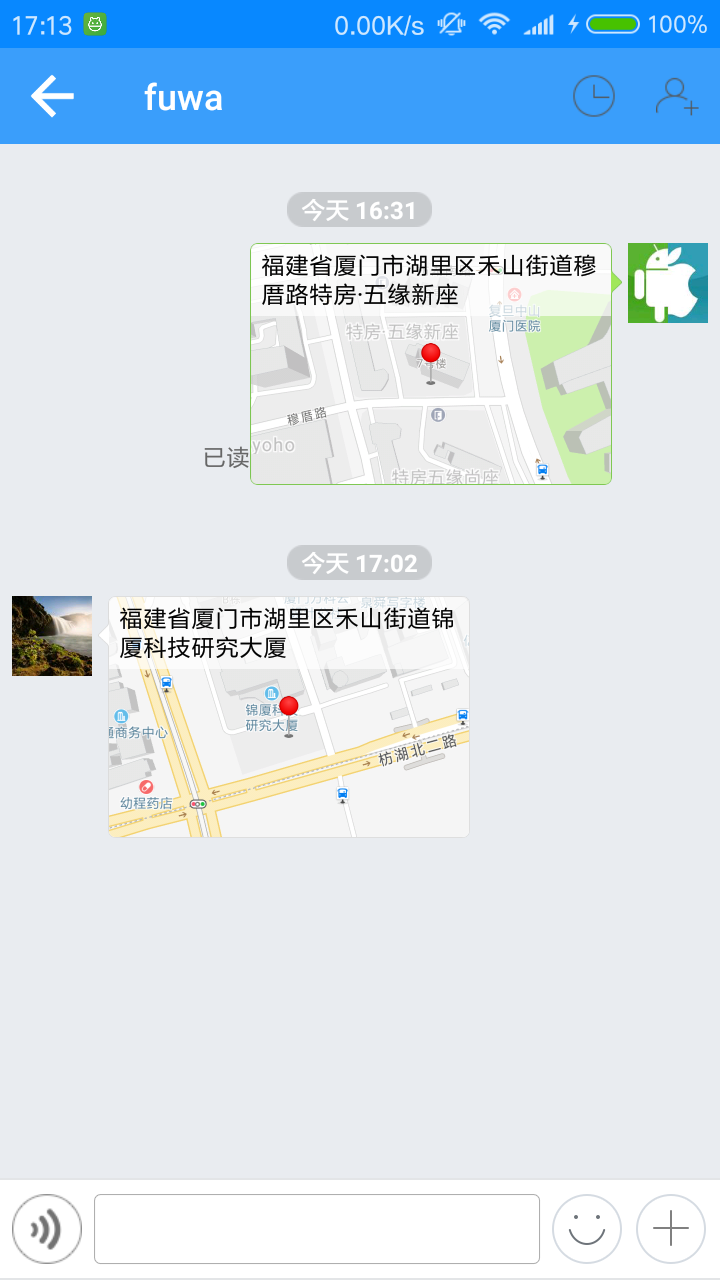 17:13 0.00K/s 100%
fuwa
今天 16:31
福建省厦门市湖里区禾山街道穆
厝路特房·五缘新座
复旦中山
厦门医院
特房·五缘新座
穆厝路
yoho
已读
特房五缘尚座
今天 17:02
福建省厦门市湖里区禾山街道锦
厦科技研究大厦
锦厦科
研究大厦
商务中心
枋湖北二路
幼程药店